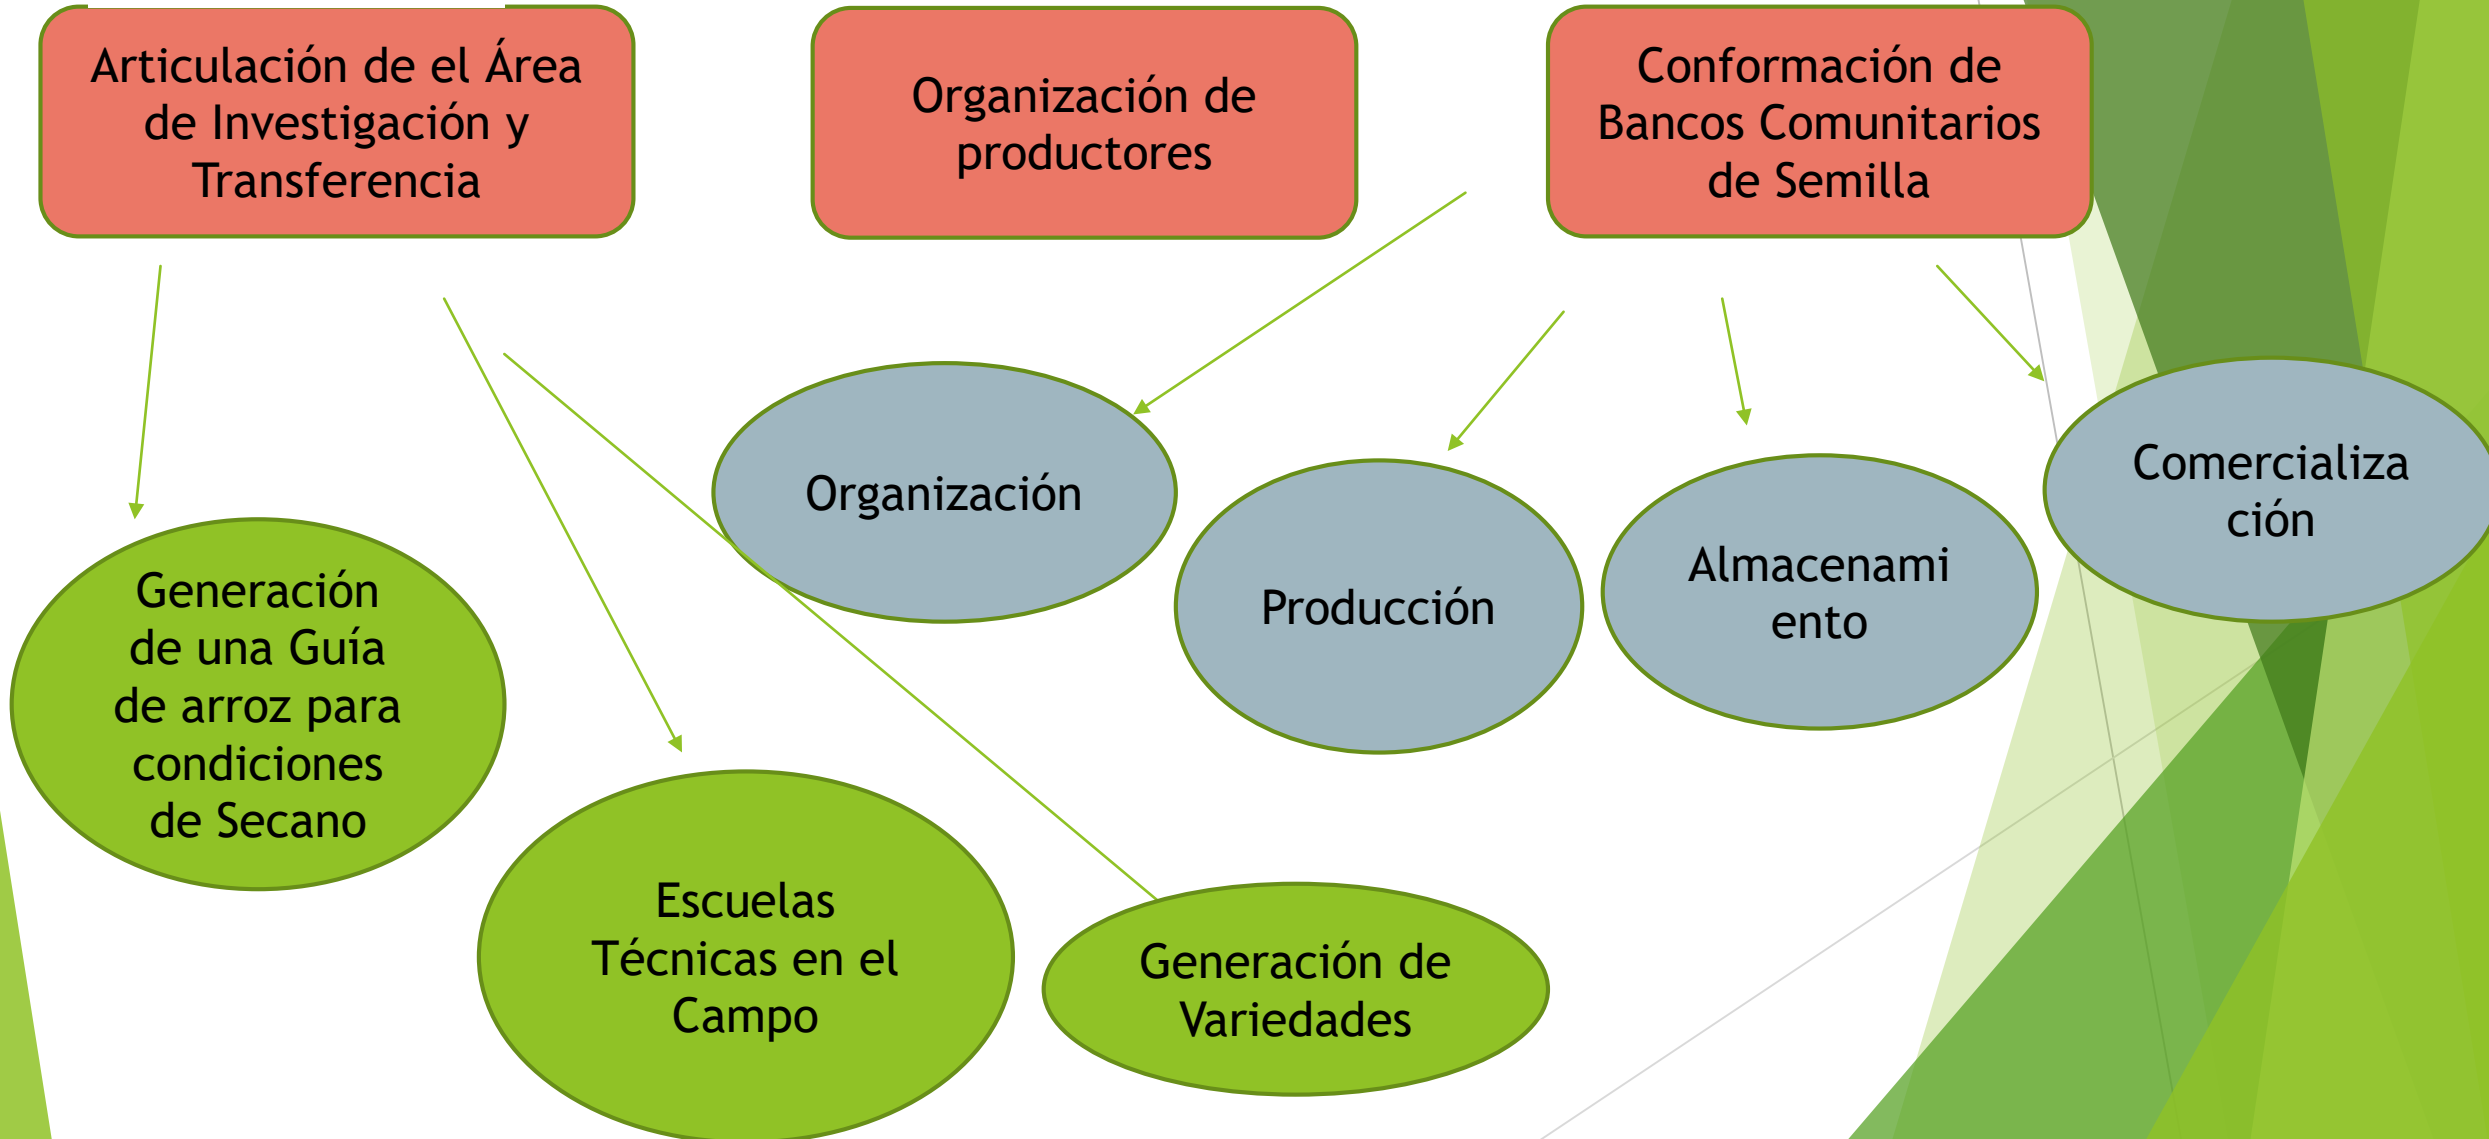 Articulación de el Área
de Investigación y
Transferencia
Organización de
productores
Conformación de
Bancos Comunitarios
de Semilla
Organización
Producción
Almacenami
ento
Comercializa
ción
Generación
de una Guía
de arroz para
condiciones
de Secano
Escuelas
Técnicas en el
Campo
Generación de
Variedades